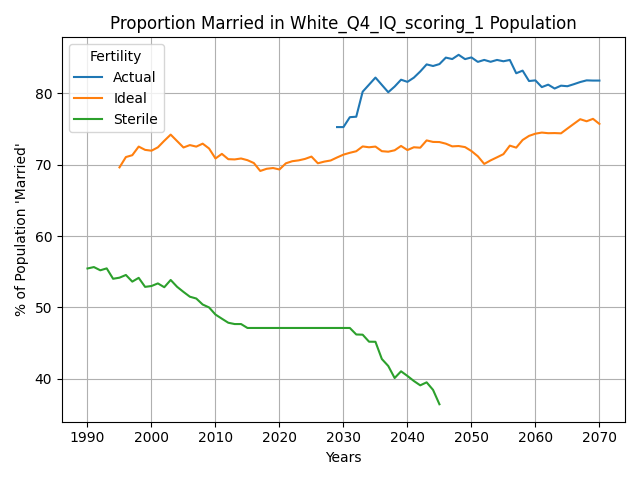 Proportion Married in White_Q4_IQ_scoring_1 Population
Fertility
Actual
Ideal
Sterile
% of Population 'Married'
80
70
60
50
40
1990 2000 2010 2020 2030 2040 2050 2060 2070
Years